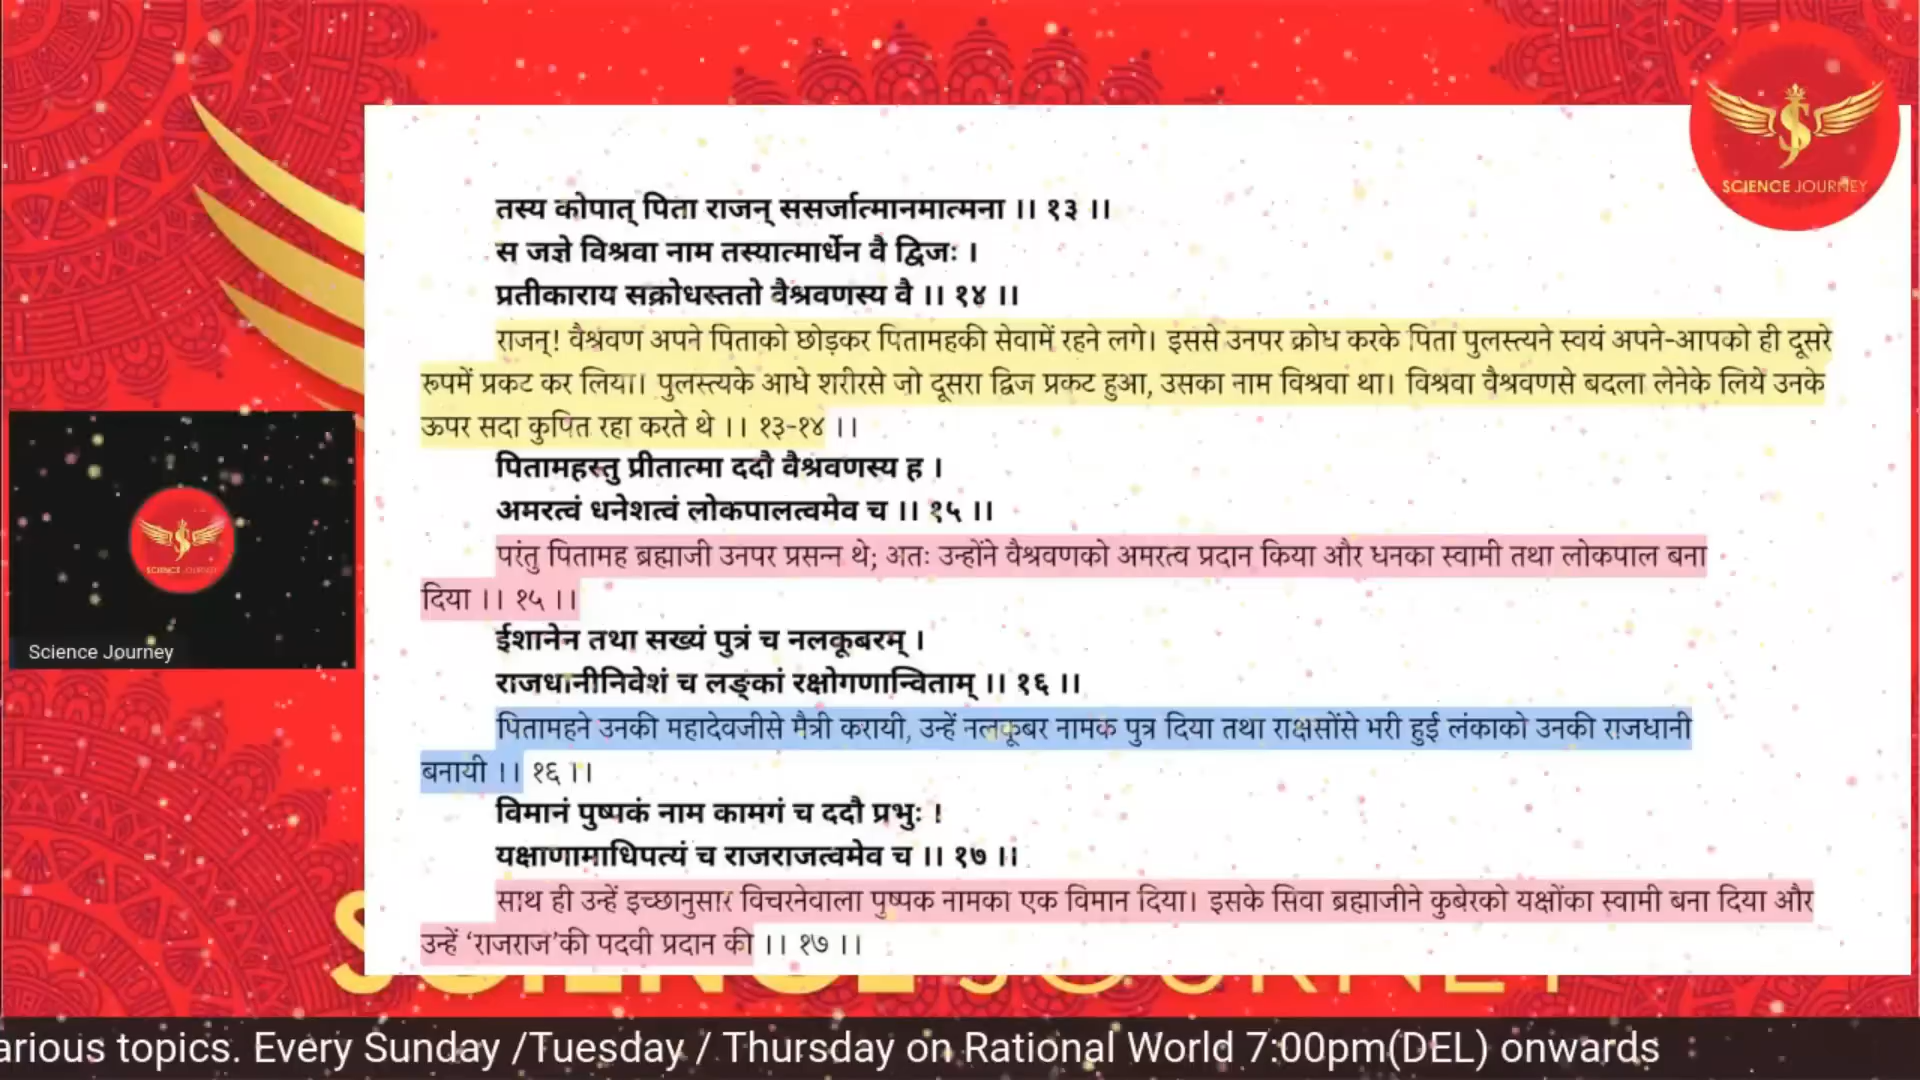 तस्य कोपात् पिता राजन् ससर्जात्मानमात्मना ।। १३ ।।
स जज्ञे विश्रवा नाम तस्यात्मार्धेन वै द्विजः ।
प्रतीकाराय सक्रोधस्ततो वैश्रवणस्य वै ।। १४ ।।
राजन्! वैश्रवण अपने पिताको छोड़कर पितामहकी सेवामें रहने लगे। इससे उनपर क्रोध करके पिता पुलस्त्यने स्वयं अपने-आपको ही दूसरे
रूपमें प्रकट कर लिया। पुलस्त्यके आधे शरीरसे जो दूसरा द्विज प्रकट हुआ, उसका नाम विश्रवा था। विश्रवा वैश्रवणसे बदला लेनेके लिये उनके
ऊपर सदा कुपित रहा करते थे ।। १३-१४ ।।
पितामहस्तु प्रीतात्मा ददौ वैश्रवणस्य ह ।
अमरत्वं धनेशत्वं लोकपालत्वमेव च ।। १५ ।।
परंतु पितामह ब्रह्माजी उनपर प्रसन्न थे; अतः उन्होंने वैश्रवणको अमरत्व प्रदान किया और धनका स्वामी तथा लोकपाल बना
दिया ।। १५ ।।
ईशानेन तथा सख्यं पुत्रं च नलकूबरम् ।
राजधानीनिवेशं च लङ्कां रक्षोगणान्विताम् ।। १६ ।।
पितामहने उनकी महादेवजीसे मैत्री करायी, उन्हें नलकूबर नामक पुत्र दिया तथा राक्षसोंसे भरी हुई लंकाको उनकी राजधानी
बनायी ।। १६ ।।
विमानं पुष्पकं नाम कामगं च ददौ प्रभुः !
यक्षाणामाधिपत्यं च राजराजत्वमेव च ।। १७ ।।
साथ ही उन्हें इच्छानुसार विचरनेवाला पुष्पक नामका एक विमान दिया। इसके सिवा ब्रह्माजीने कुबेरको यक्षोंका स्वामी बना दिया और
उन्हें ‘राजराज’की पदवी प्रदान की ।। १७ ।।
SCIENCE JOURNEY
SCIENCE JOURNEY
Science Journey
SCIENCE JOURNEY
arious topics. Every Sunday /Tuesday / Thursday on Rational World 7:00pm(DEL) onwards